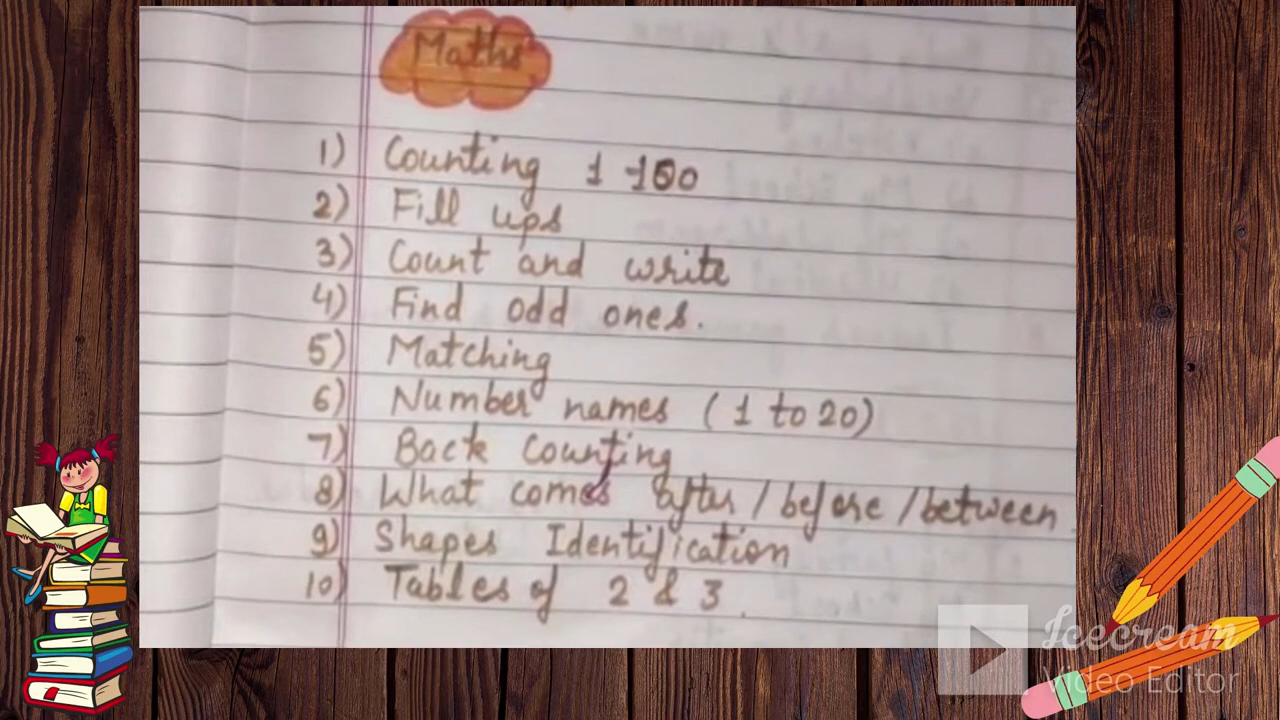 Maths
1) Counting 1-100
2) Fill ups
3) Count and write
4) Find odd ones.
5) Matching
6) Number names (1 to 20)
7) Back Counting
8) What comes after / before / between
9) Shapes Identification
10) Tables of 2 & 3.
Icecream
Video Editor